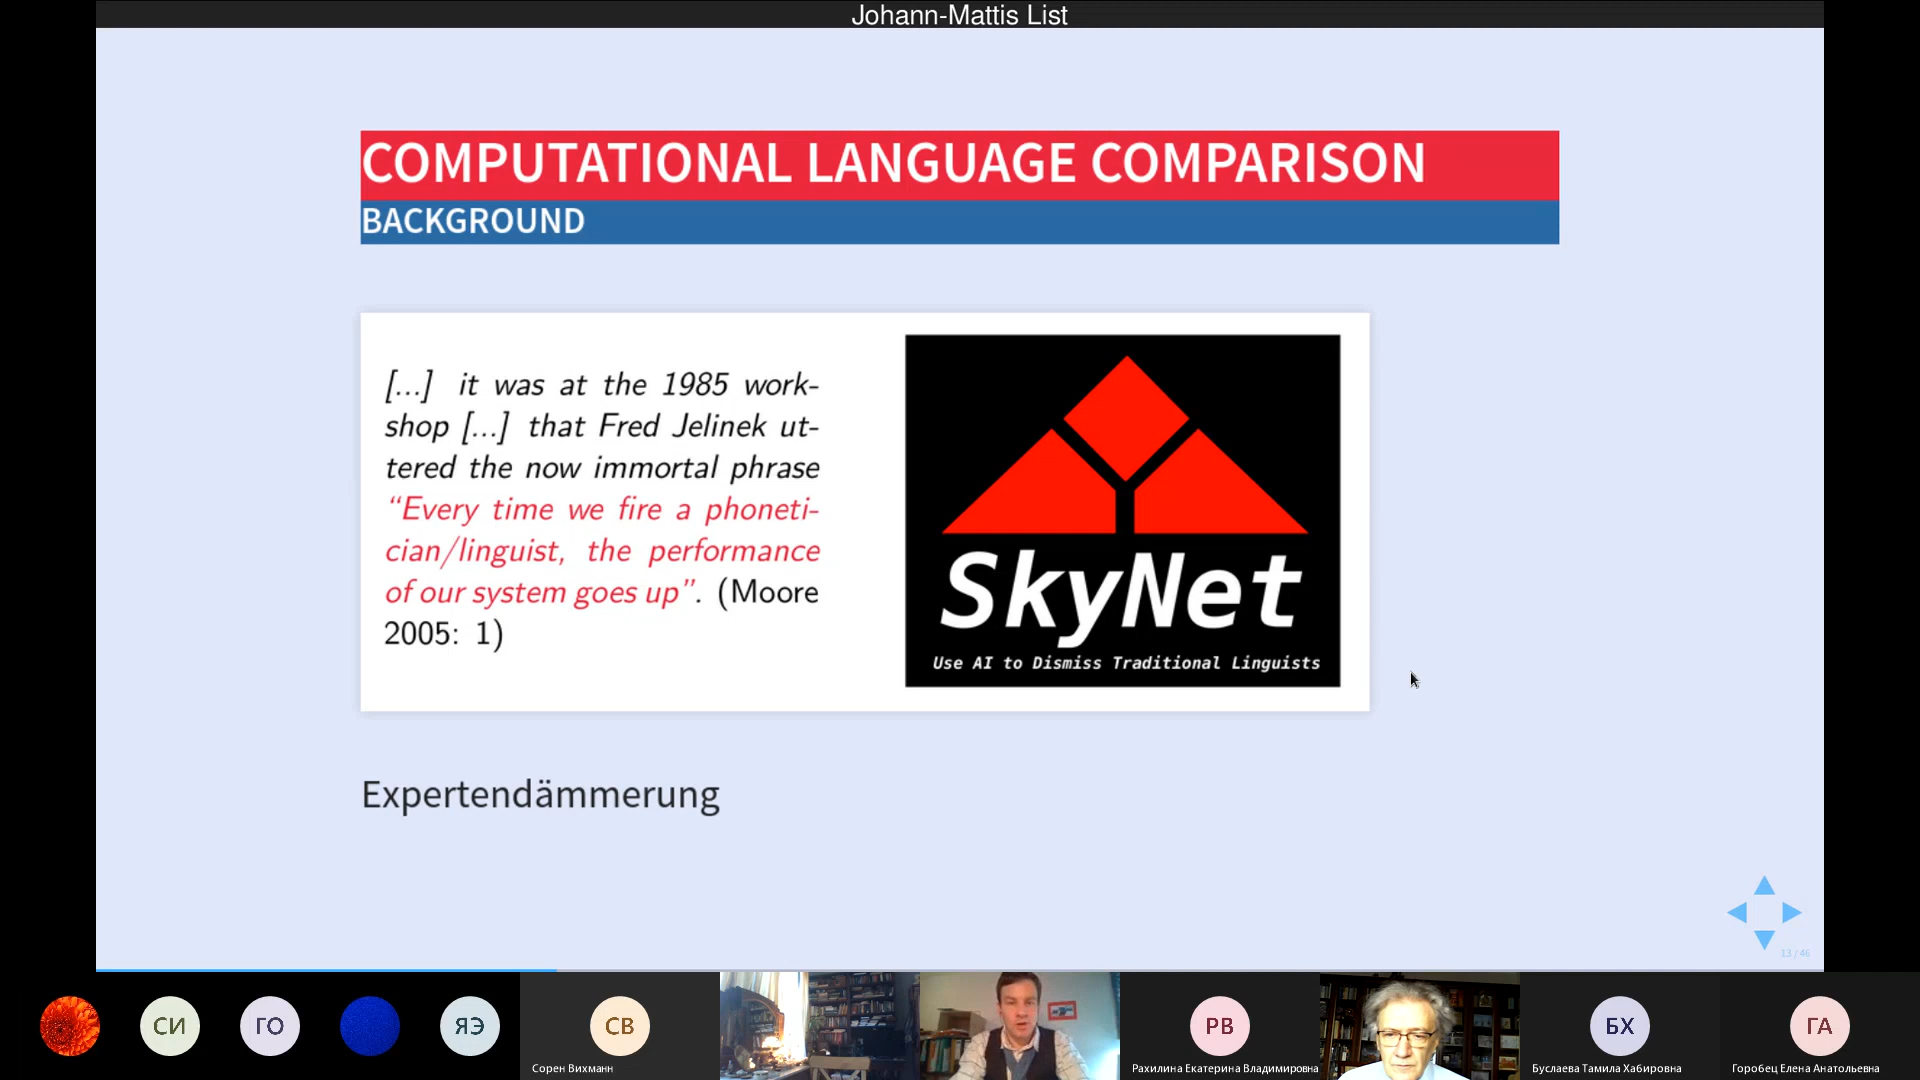 Johann-Mattis List
COMPUTATIONAL LANGUAGE COMPARISON
BACKGROUND
[...] it was at the 1985 work-
shop [...] that Fred Jelinek ut-
tered the now immortal phrase
“Every time we fire a phoneti-
cian/linguist, the performance
of our system goes up”. (Moore
2005: 1)
SkyNet
Use AI to Dismiss Traditional Linguists
Expertendämmerung
13 / 46
СИ
ГО
ЯЭ
СВ
Сорен Вихманн
РВ
Рахилина Екатерина Владимировна
БХ
Буслаева Тамила Хабировна
ГА
Горобец Елена Анатольевна